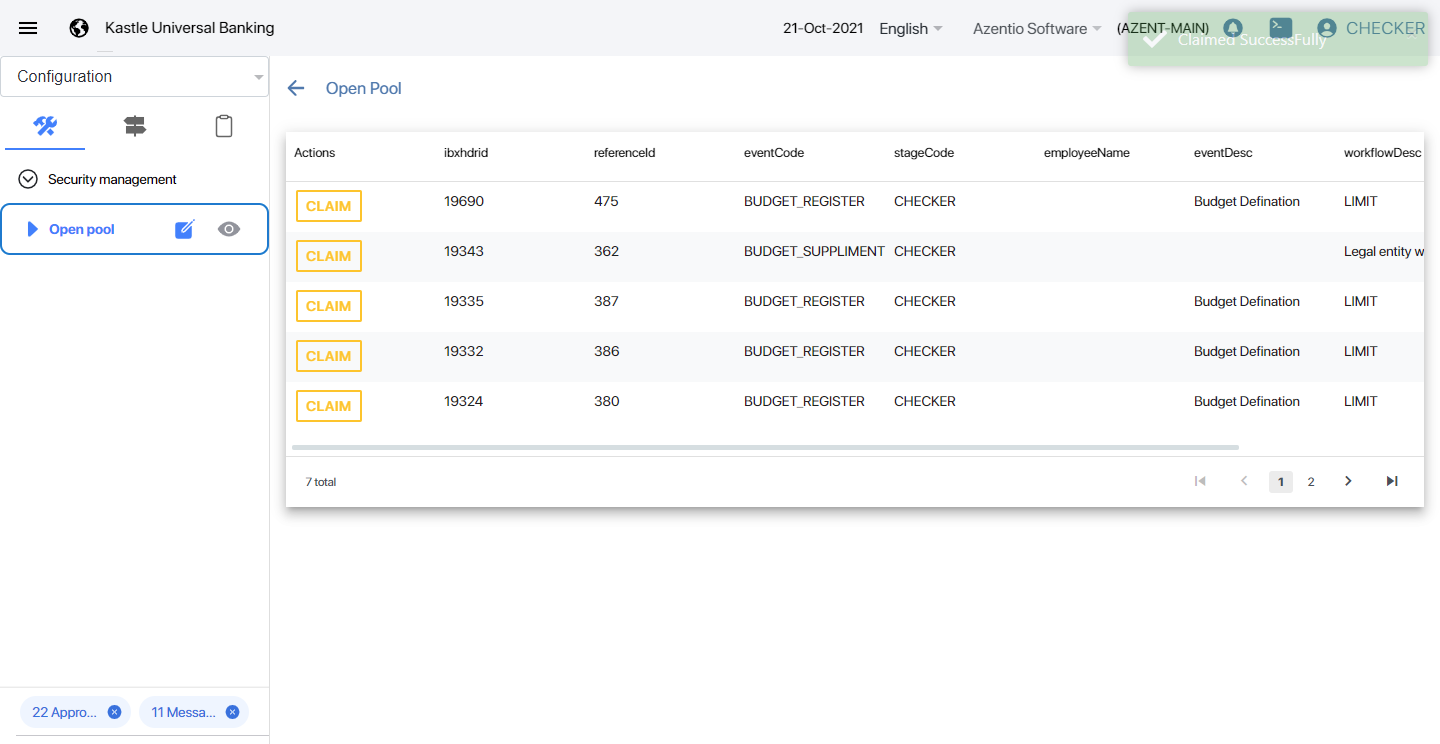 Kastle Universal Banking 21-Oct-2021 English Azentio Software (AZENT-MAIN) CHECKER
Claimed SuccessFully
Configuration
Open Pool
Security management
Open pool
Actions ibxhdrid referenceId eventCode stageCode employeeName eventDesc workflowDesc
CLAIM 19690 475 BUDGET_REGISTER CHECKER Budget Defination LIMIT
CLAIM 19343 362 BUDGET_SUPPLIMENT CHECKER Legal entity w
CLAIM 19335 387 BUDGET_REGISTER CHECKER Budget Defination LIMIT
CLAIM 19332 386 BUDGET_REGISTER CHECKER Budget Defination LIMIT
CLAIM 19324 380 BUDGET_REGISTER CHECKER Budget Defination LIMIT
7 total 1 2
22 Appro... 11 Messa...